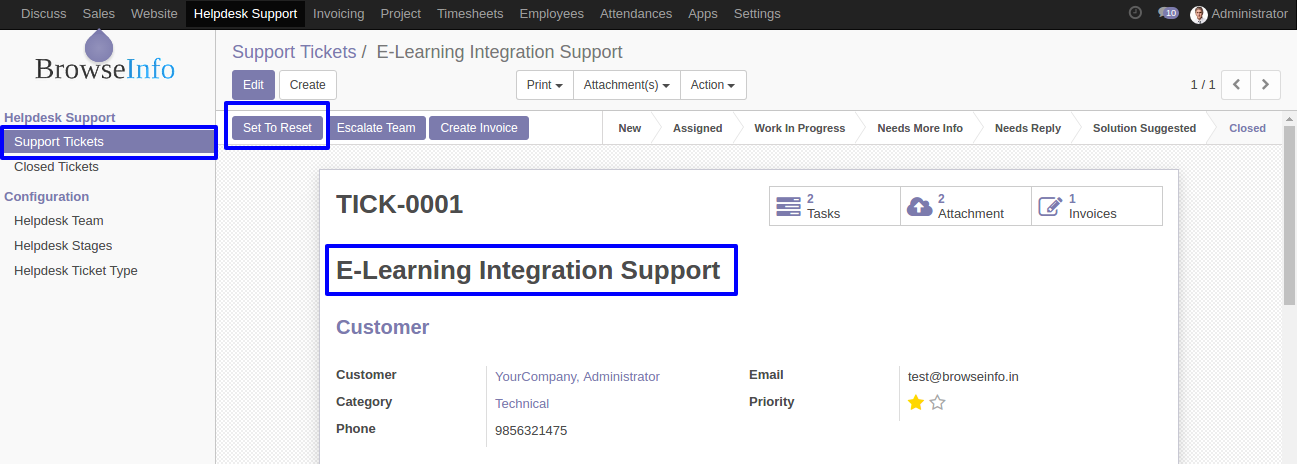 Discuss Sales Website Helpdesk Support Invoicing Project Timesheets Employees Attendances Apps Settings 10 Administrator
BrowseInfo
Support Tickets / E-Learning Integration Support
Edit Create Print Attachment(s) Action 1 / 1
Helpdesk Support
Support Tickets
Closed Tickets
Configuration
Helpdesk Team
Helpdesk Stages
Helpdesk Ticket Type
Set To Reset Escalate Team Create Invoice New Assigned Work In Progress Needs More Info Needs Reply Solution Suggested Closed
TICK-0001
2 Tasks
2 Attachment
1 Invoices
E-Learning Integration Support
Customer
Customer YourCompany, Administrator
Category Technical
Phone 9856321475
Email test@browseinfo.in
Priority